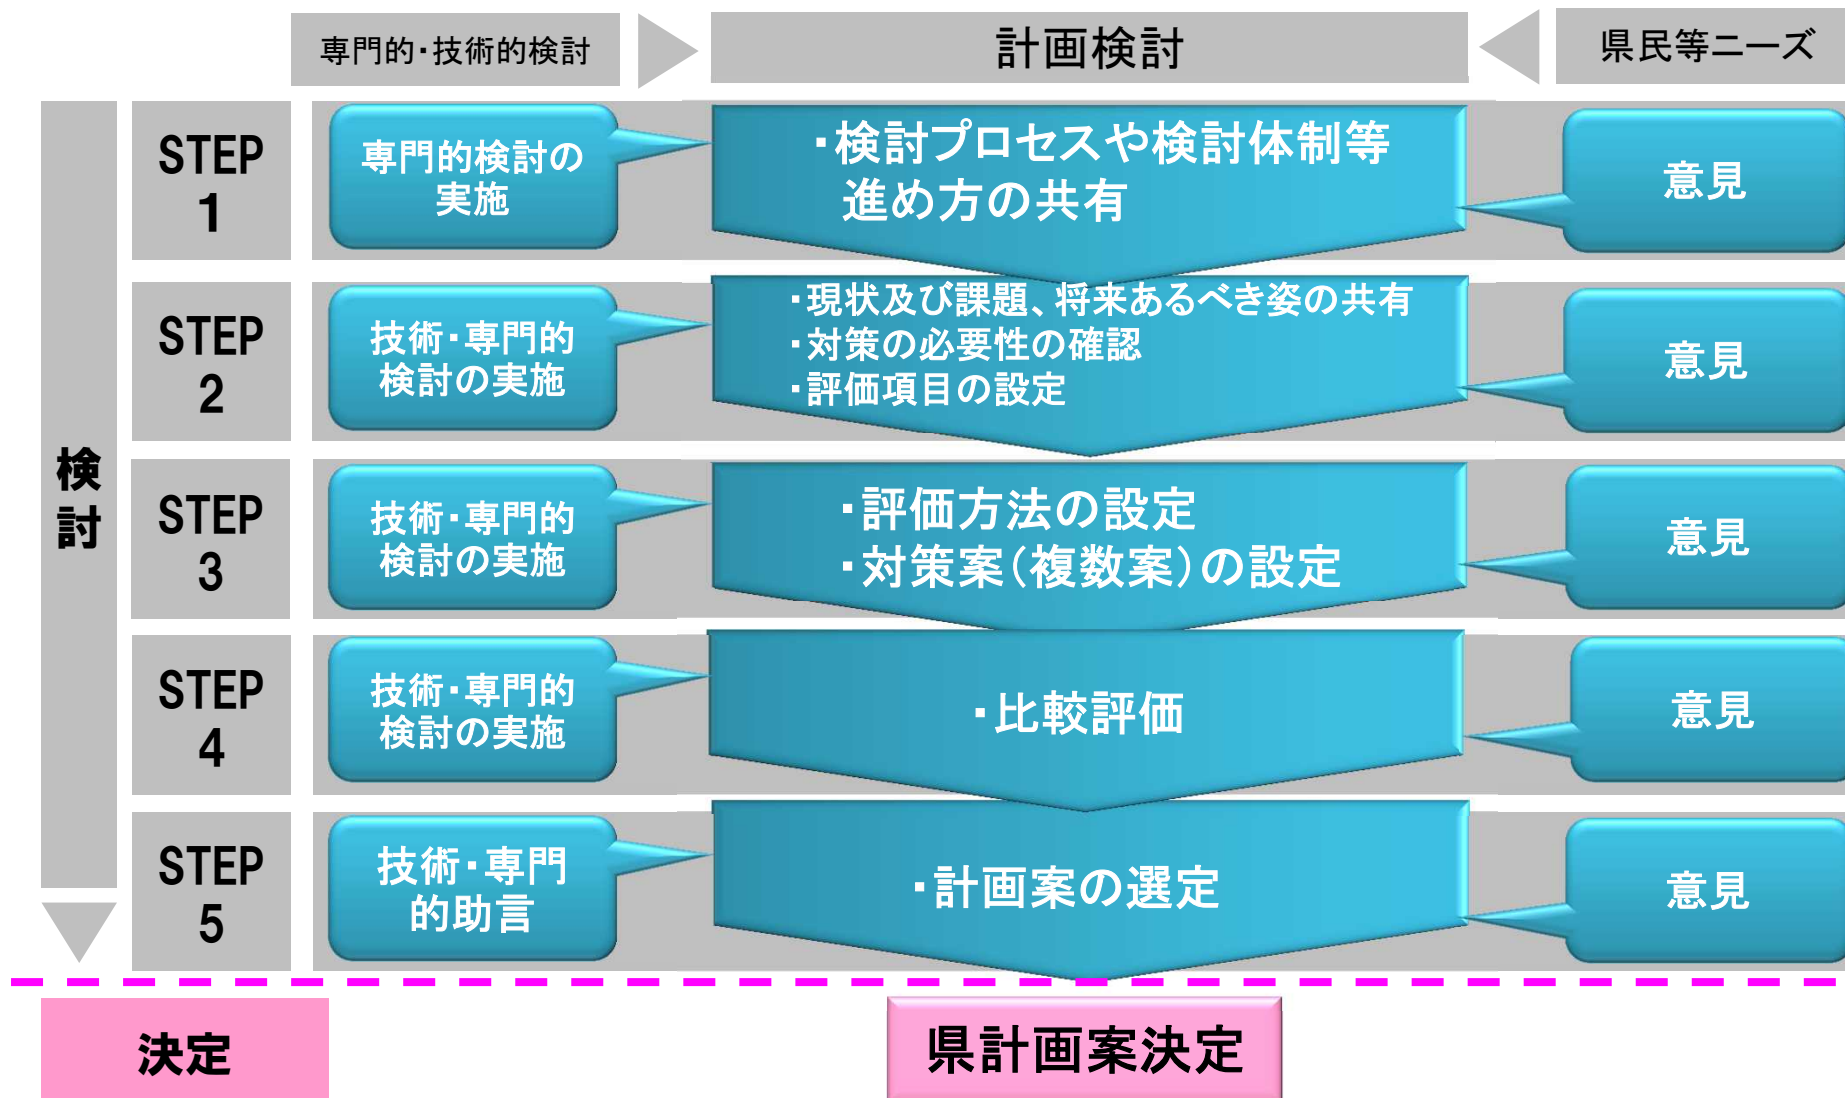 専門的・技術的検討
計画検討
県民等ニーズ
検討
STEP
1
専門的検討の
実施
・検討プロセスや検討体制等
進め方の共有
意見
STEP
2
技術・専門的
検討の実施
・現状及び課題、将来あるべき姿の共有
・対策の必要性の確認
・評価項目の設定
意見
STEP
3
技術・専門的
検討の実施
・評価方法の設定
・対策案(複数案)の設定
意見
STEP
4
技術・専門的
検討の実施
・比較評価
意見
STEP
5
技術・専門
的助言
・計画案の選定
意見
決定
県計画案決定